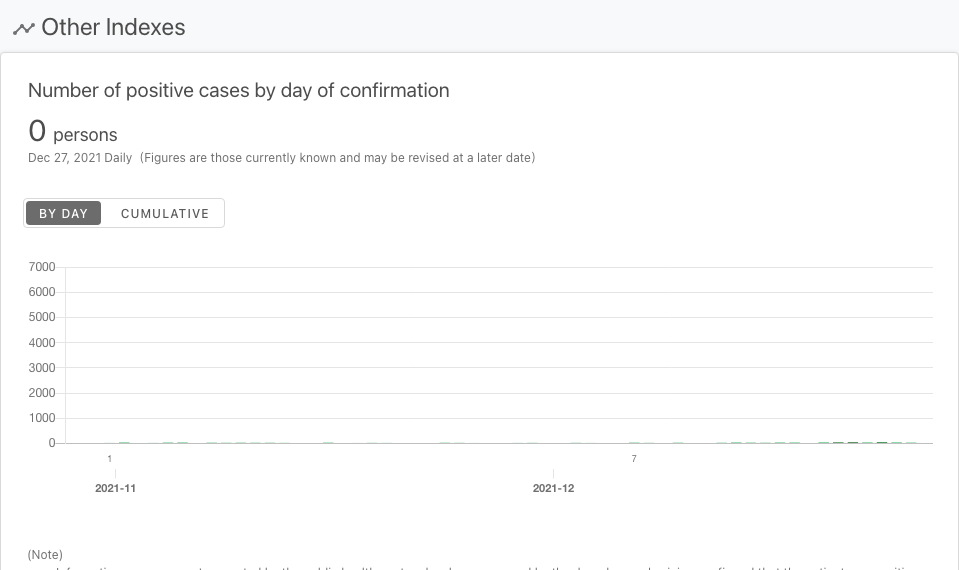 Other Indexes
Number of positive cases by day of confirmation
0 persons
Dec 27, 2021 Daily (Figures are those currently known and may be revised at a later date)
BY DAY CUMULATIVE
7000
6000
5000
4000
3000
2000
1000
0
1 7
2021-11 2021-12
(Note)